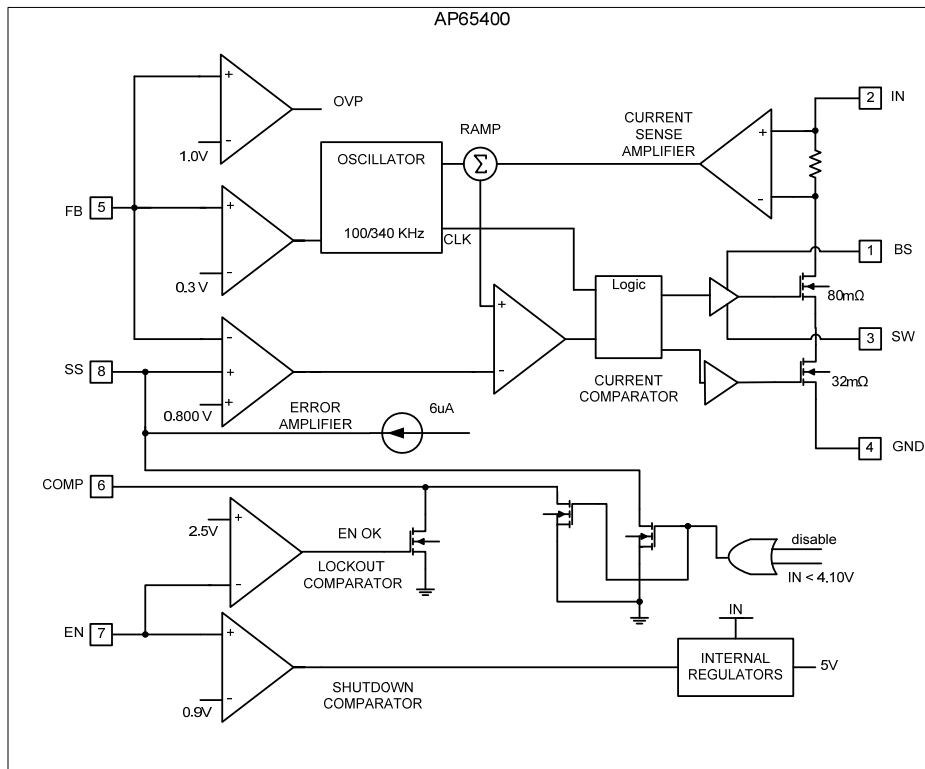 AP65400
+
OVP
-
1.0V
RAMP
Σ
CURRENT
SENSE
AMPLIFIER
+
-
2
IN
OSCILLATOR
100/340 KHz
CLK
FB
5
+
-
0.3 V
1
BS
Logic
80mΩ
3
SW
+
-
CURRENT
COMPARATOR
32mΩ
4
GND
SS
8
-
+
+
0.800 V
ERROR
AMPLIFIER
6uA
COMP
6
2.5V
+
-
EN OK
LOCKOUT
COMPARATOR
disable
IN < 4.10V
EN
7
+
-
0.9V
SHUTDOWN
COMPARATOR
IN
INTERNAL
REGULATORS
5V